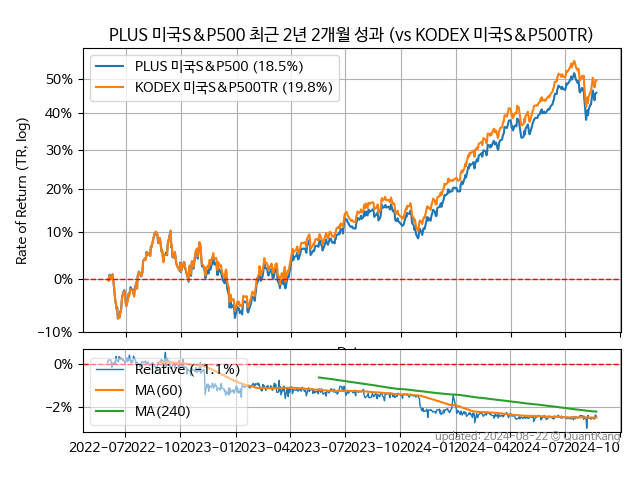 PLUS 미국S&P500 최근 2년 2개월 성과 (vs KODEX 미국S&P500TR)
PLUS 미국S&P500 (18.5%)
KODEX 미국S&P500TR (19.8%)
Rate of Return (TR, log)
50%
40%
30%
20%
10%
0%
−10%
Relative (−1.1%)
MA(60)
MA(240)
0%
−2%
updated: 2024-08-22 © QuantKang
2022-07
2022-10
2023-01
2023-04
2023-07
2023-10
2024-01
2024-04
2024-07
2024-10